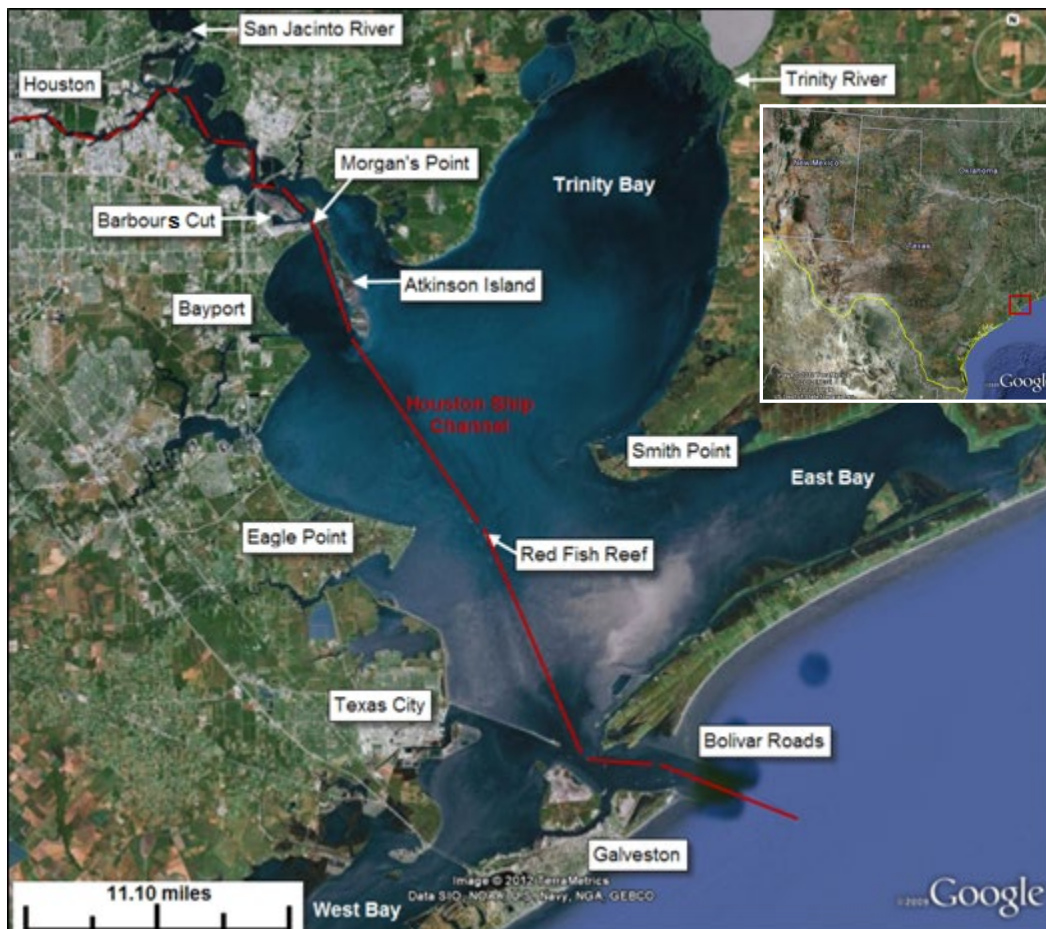 San Jacinto River
N
Houston
Trinity River
Morgan's Point
Trinity Bay
New Mexico
Oklahoma
Barbours Cut
Texas
Atkinson Island
Bayport
Google
Houston Ship
Channel
Smith Point
East Bay
Eagle Point
Red Fish Reef
Texas City
Bolivar Roads
Galveston
11.10 miles
Image © 2012 TerraMetrics
Data SIO, NOAA, U.S. Navy, NGA, GEBCO
©2009 Google
West Bay